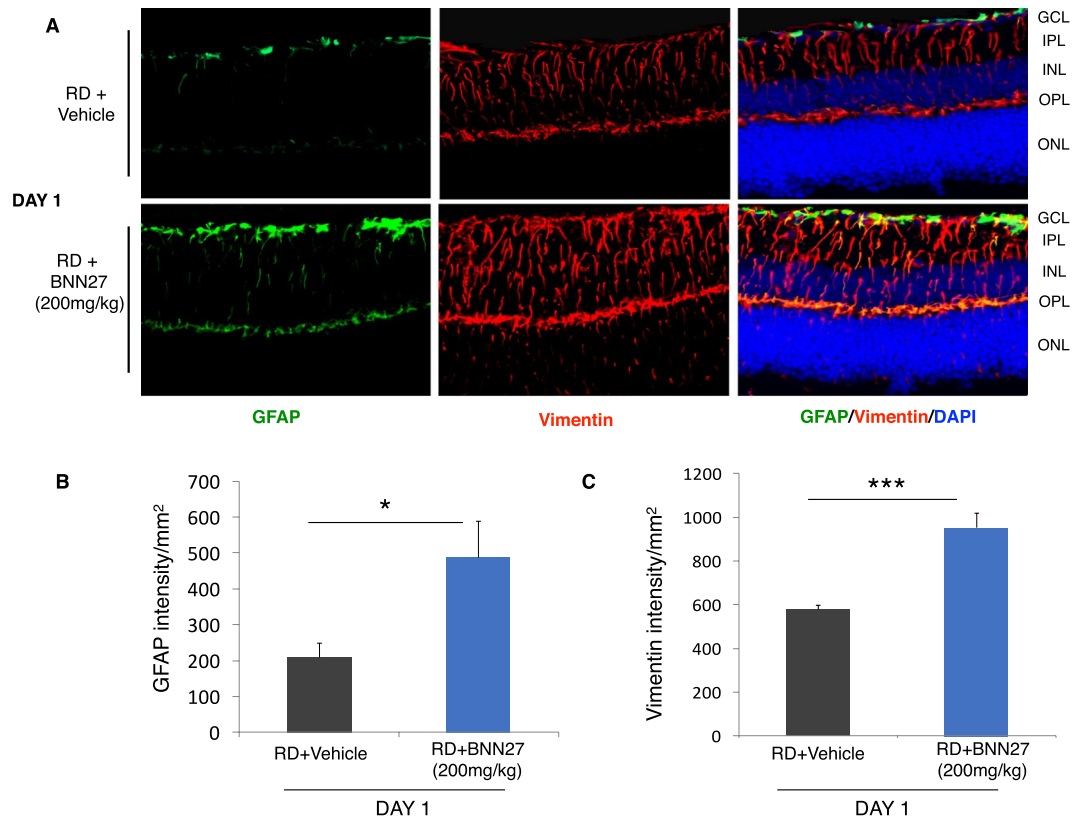 A
RD +
Vehicle
DAY 1
RD +
BNN27
(200mg/kg)
GCL
IPL
INL
OPL
ONL
GCL
IPL
INL
OPL
ONL
GFAP
Vimentin
GFAP/Vimentin/DAPI
B
GFAP intensity/mm²
700
600
500
400
300
200
100
0
*
RD+Vehicle
RD+BNN27
(200mg/kg)
DAY 1
C
Vimentin intensity/mm²
1200
1000
800
600
400
200
0
***
RD+Vehicle
RD+BNN27
(200mg/kg)
DAY 1